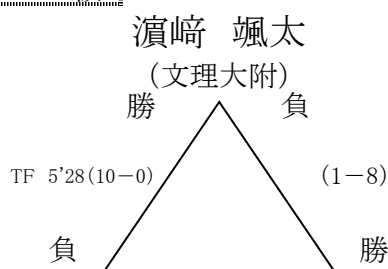 濵﨑 颯太
(文理大附)
勝 負
TF 5’28(10-0) (1-8)
負 勝